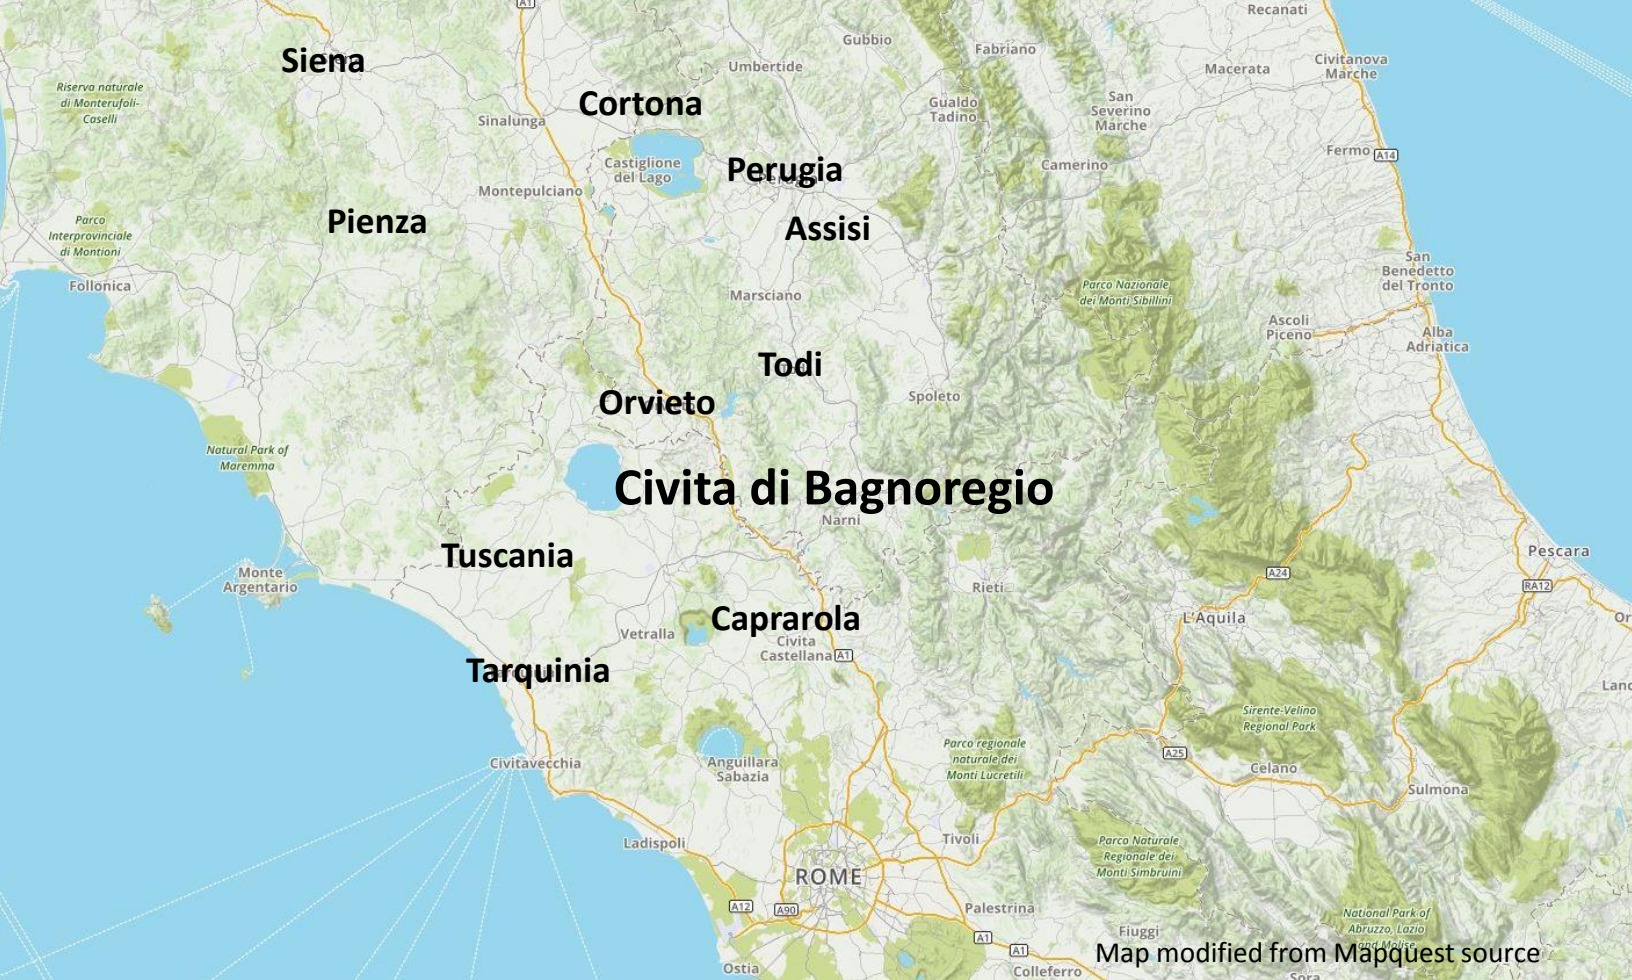 A1
Recanati
Gubbio
Fabriano
Siena
Umbertide
Macerata
Civitanova
Marche
Riserva naturale
di Monterufoli-
Caselli
Cortona
Gualdo
Tadino
San
Severino
Marche
Sinalunga
Castiglione
del Lago
Perugia
Camerino
Fermo
A14
Montepulciano
Pienza
Parco
Interprovinciale
di Montioni
Assisi
San
Benedetto
del Tronto
Follonica
Marsciano
Parco Nazionale
dei Monti Sibillini
Ascoli
Piceno
Alba
Adriatica
Todi
Orvieto
Spoleto
Natural Park of
Maremma
Civita di Bagnoregio
Narni
Tuscania
Pescara
Monte
Argentario
Rieti
A24
RA12
Caprarola
L'Aquila
Or
Vetralla
Civita
Castellana
A1
Tarquinia
Lanc
Sirente-Velino
Regional Park
Parco regionale
naturale dei
Monti Lucretili
A25
Civitavecchia
Anguillara
Sabazia
Celano
Sulmona
Ladispoli
Tivoli
Parco Naturale
Regionale dei
Monti Simbruini
ROME
A12
A90
Palestrina
National Park of
Abruzzo, Lazio
and Molise
Fiuggi
A1
A1
Map modified from Mapquest source
Ostia
Colleferro
Sora